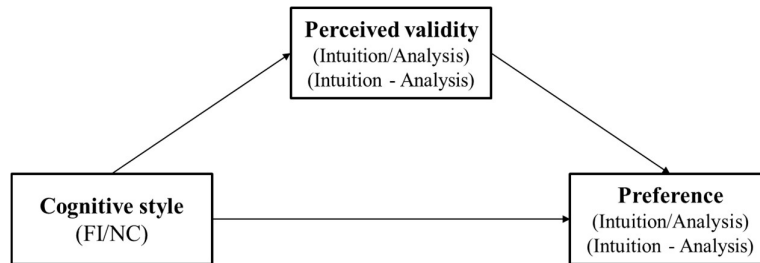 Perceived validity
(Intuition/Analysis)
(Intuition - Analysis)
Cognitive style
(FI/NC)
Preference
(Intuition/Analysis)
(Intuition - Analysis)